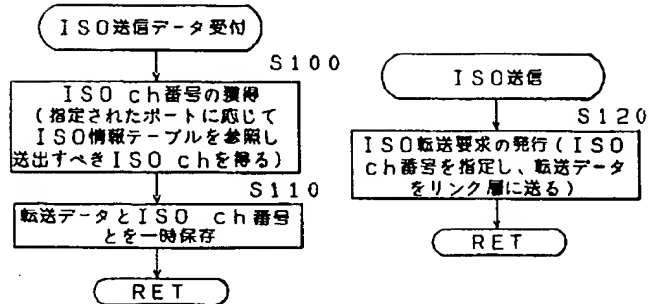 ISO送信データ受付
S100
ISO ch番号の獲得
(指定されたポートに応じて
ISO情報テーブルを参照し
送出すべきISO chを得る)
S110
転送データとISO ch番号
とを一時保存
RET
ISO送信
S120
ISO転送要求の発行(ISO
ch番号を指定し、転送データ
をリンク層に送る)
RET